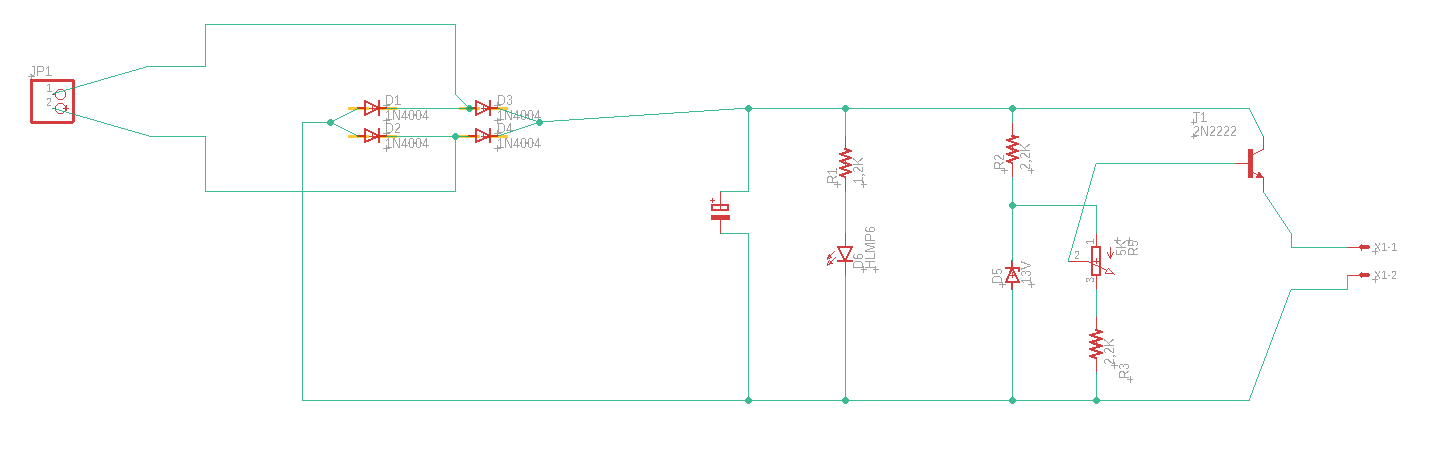 JP1
1
2
D1
1N4004
D2
1N4004
D3
1N4004
D4
1N4004
+
R1
1,2K
D6
HLMP6
R2
2,2K
D5
13V
1
2
3
5K
R5
2,2K
R3
T1
2N2222
X1-1
X1-2